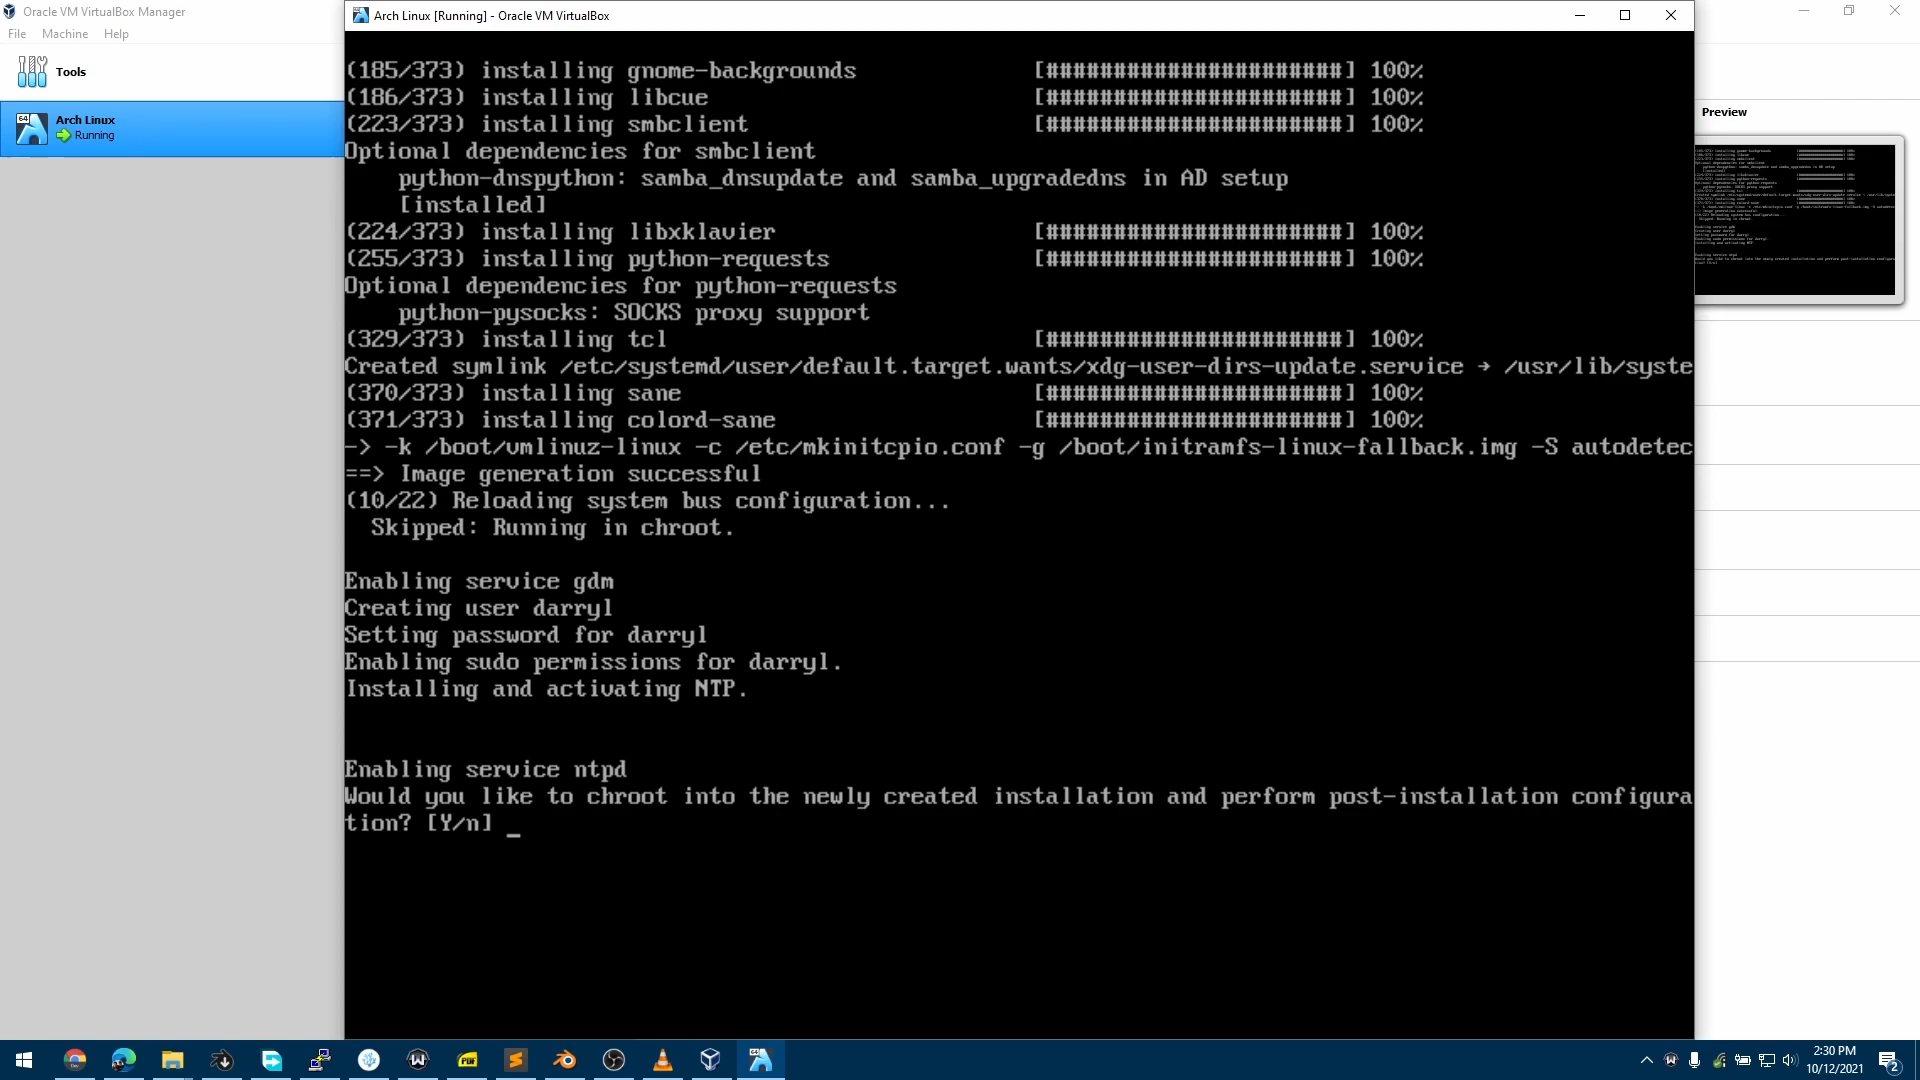 Oracle VM VirtualBox Manager
File Machine Help
Tools
64
Arch Linux
Running
Arch Linux [Running] - Oracle VM VirtualBox
(185/373) installing gnome-backgrounds [######################] 100%
(186/373) installing libcue [######################] 100%
(223/373) installing smbclient [######################] 100%
Optional dependencies for smbclient
python-dnspython: samba_dnsupdate and samba_upgradedns in AD setup
[installed]
(224/373) installing libxklavier [######################] 100%
(255/373) installing python-requests [######################] 100%
Optional dependencies for python-requests
python-pysocks: SOCKS proxy support
(329/373) installing tcl [######################] 100%
Created symlink /etc/systemd/user/default.target.wants/xdg-user-dirs-update.service → /usr/lib/syste
(370/373) installing sane [######################] 100%
(371/373) installing colord-sane [######################] 100%
-> -k /boot/vmlinuz-linux -c /etc/mkinitcpio.conf -g /boot/initramfs-linux-fallback.img -S autodetec
==> Image generation successful
(10/22) Reloading system bus configuration...
Skipped: Running in chroot.
Enabling service gdm
Creating user darryl
Setting password for darryl
Enabling sudo permissions for darryl.
Installing and activating NTP.
Enabling service ntpd
Would you like to chroot into the newly created installation and perform post-installation configura
tion? [Y/n] _
Preview
2:30 PM
10/12/2021
2